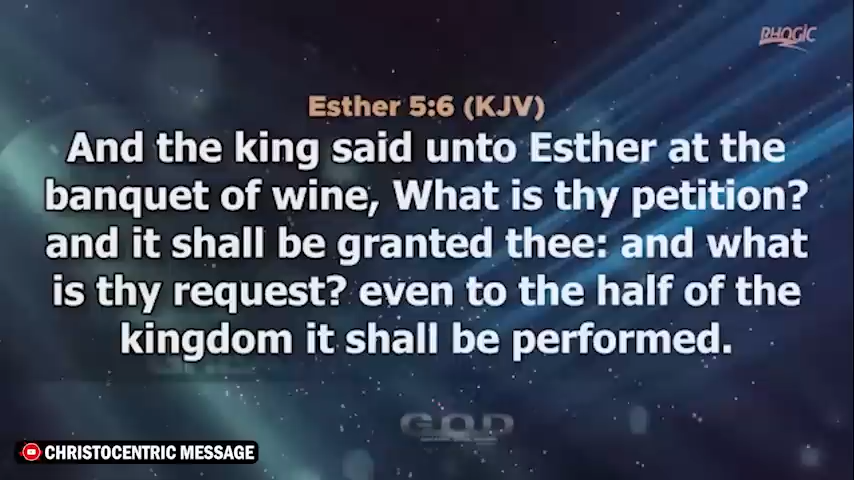 RHOGIC
Esther 5:6 (KJV)
And the king said unto Esther at the
banquet of wine, What is thy petition?
and it shall be granted thee: and what
is thy request? even to the half of the
kingdom it shall be performed.
G.O.D
CHRISTOCENTRIC MESSAGE